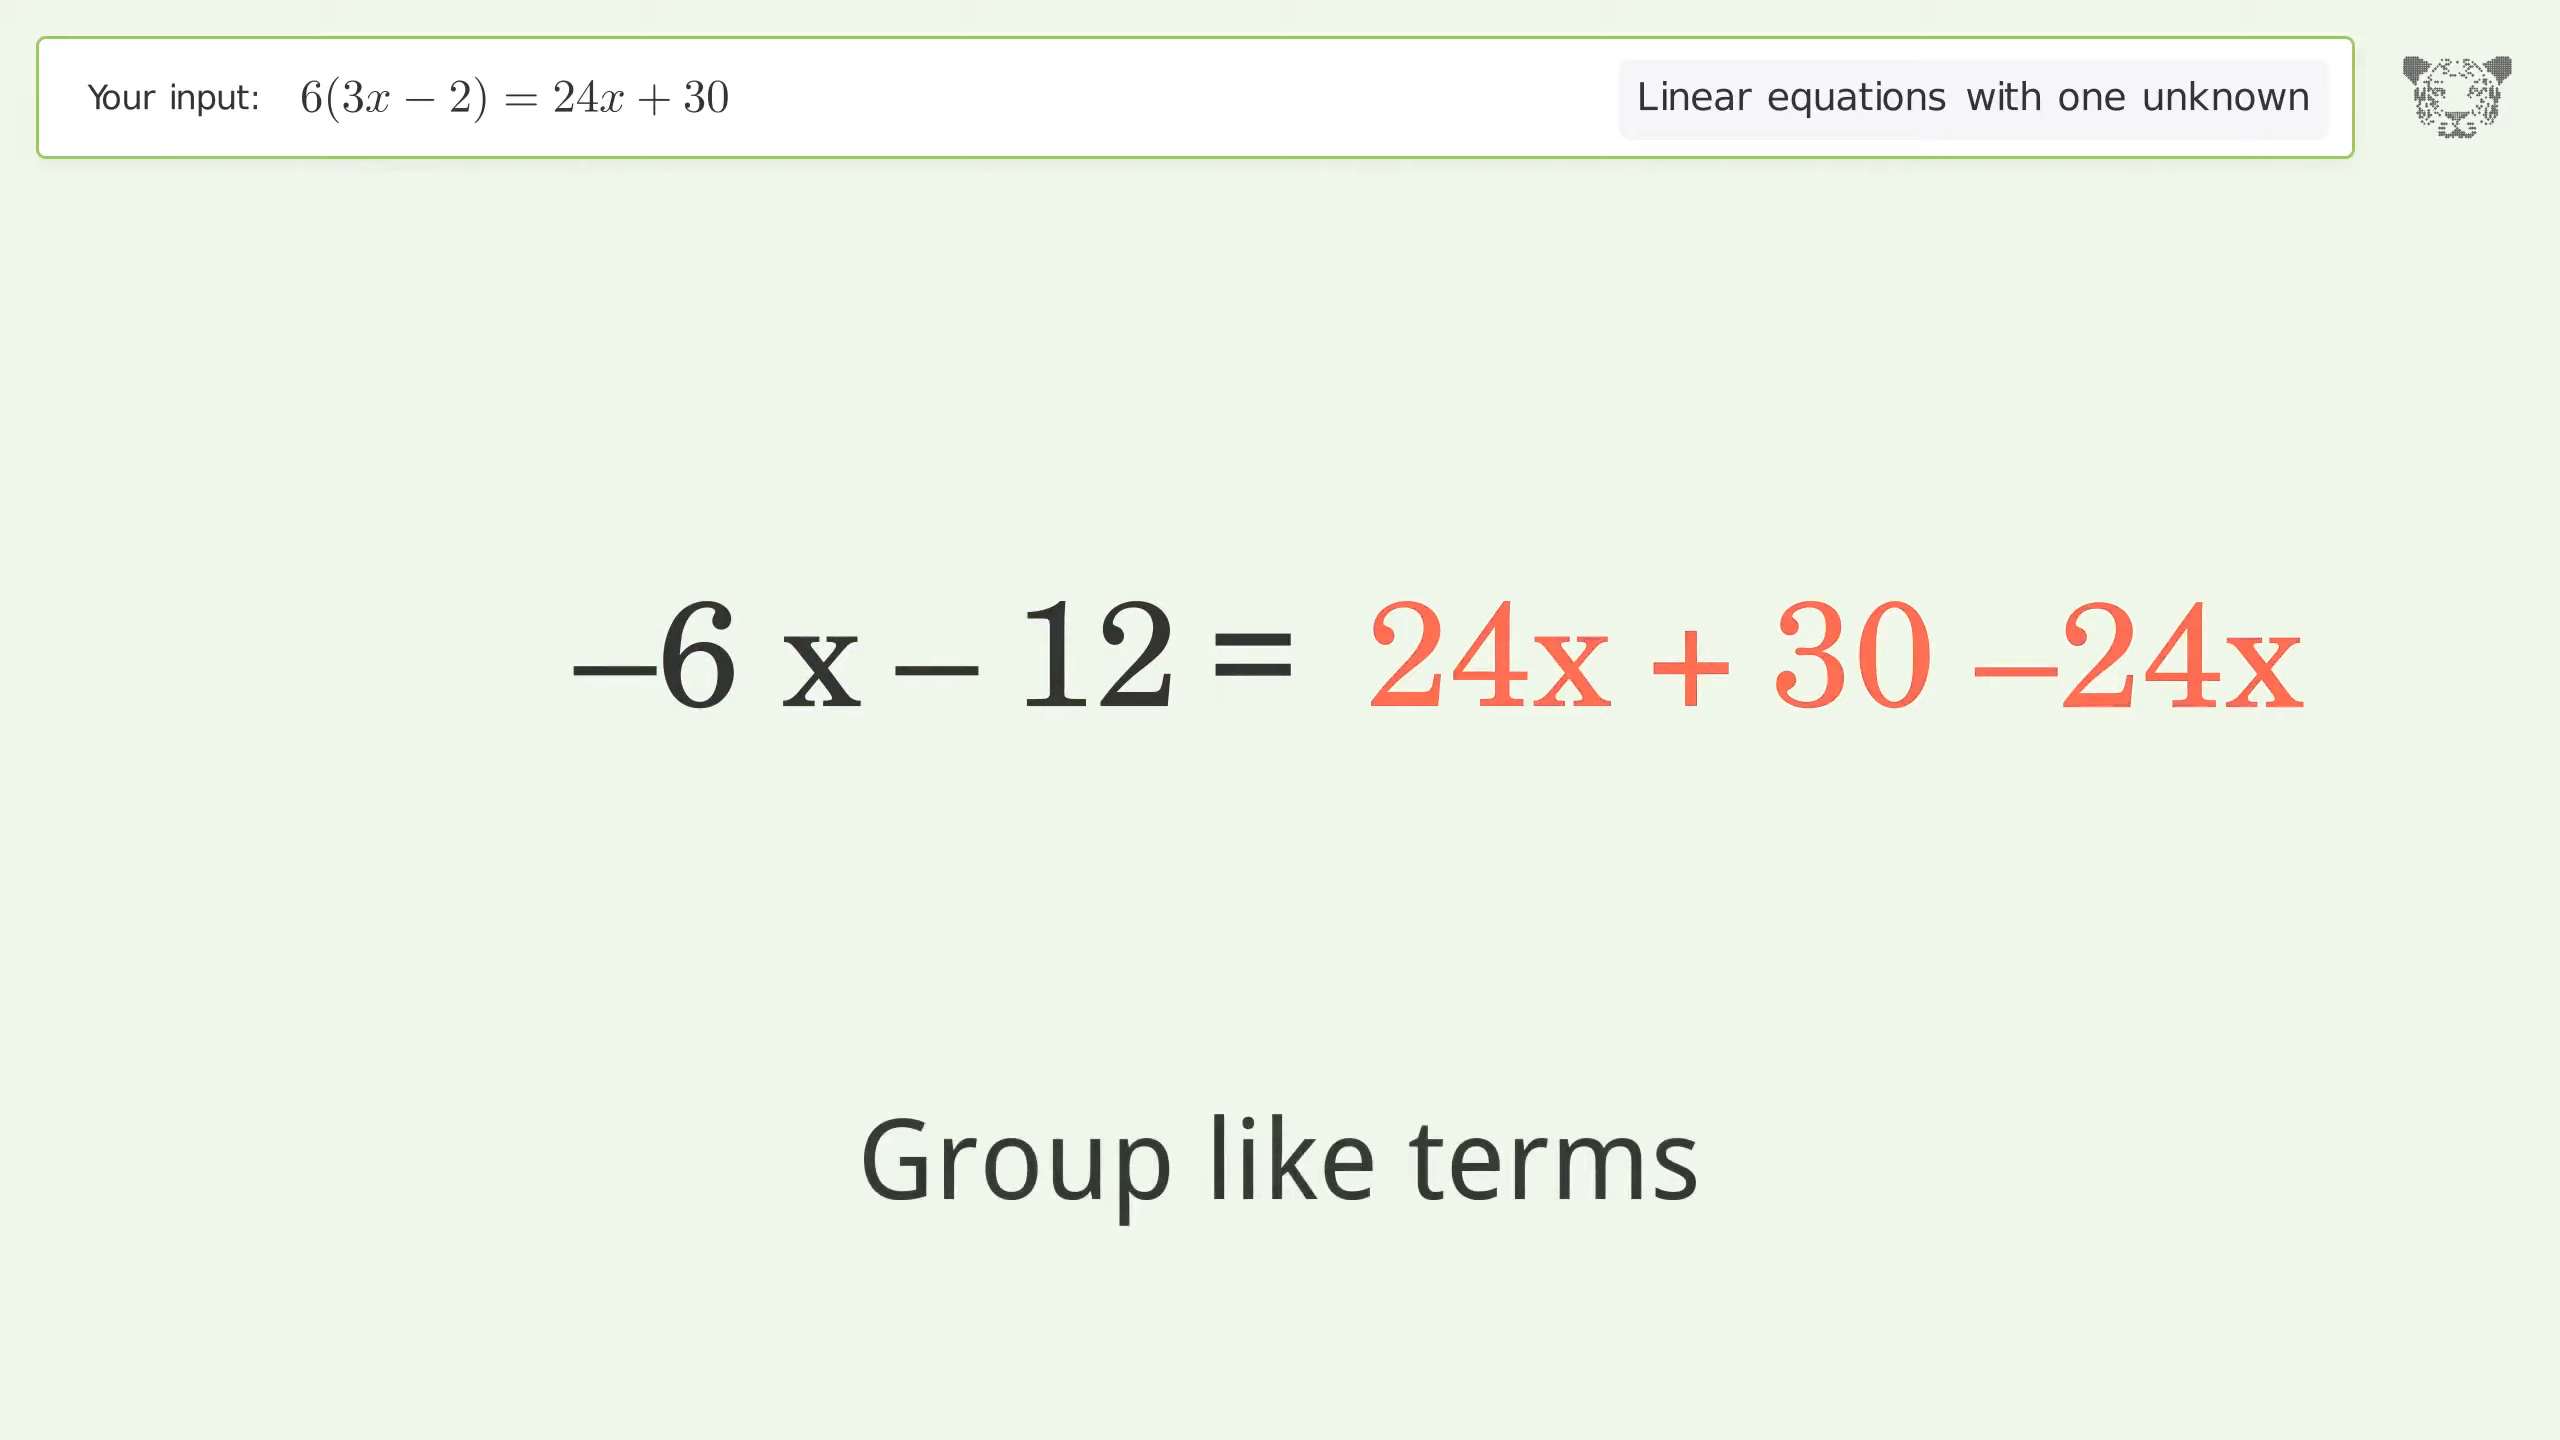 Your input: 6(3x − 2) = 24x + 30
Linear equations with one unknown
−6 x − 12 = 24x + 30 −24x
Group like terms